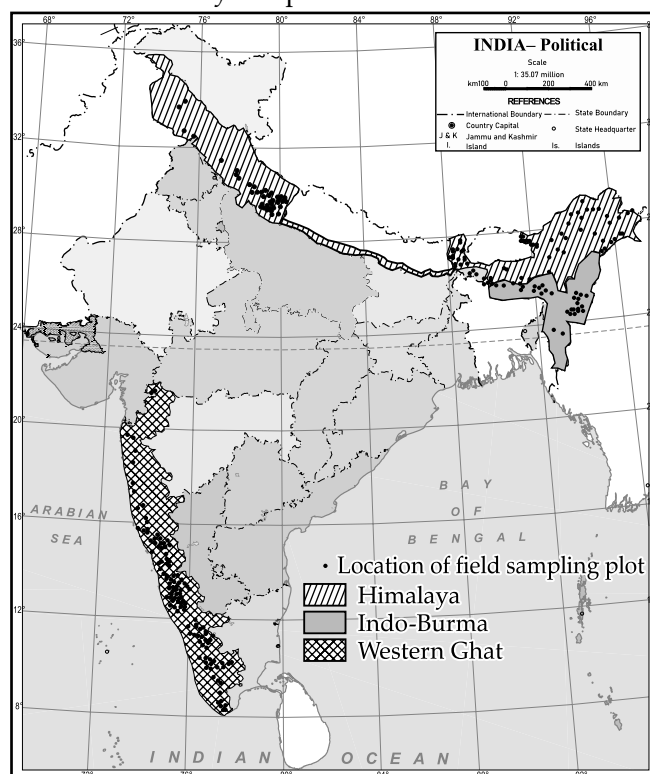 68°
72°
76°
80°
84°
88°
92°
96°
36°
32°
28°
24°
20°
16°
12°
8°
INDIA– Political
Scale
1: 35.07 million
km100 0 200 400 km
REFERENCES
International Boundary
State Boundary
Country Capital
State Headquarter
J & K Jammu and Kashmir
I. Island
Is. Islands
ARABIAN
SEA
BAY
OF
BENGAL
Location of field sampling plot
Himalaya
Indo-Burma
Western Ghat
INDIAN OCEAN